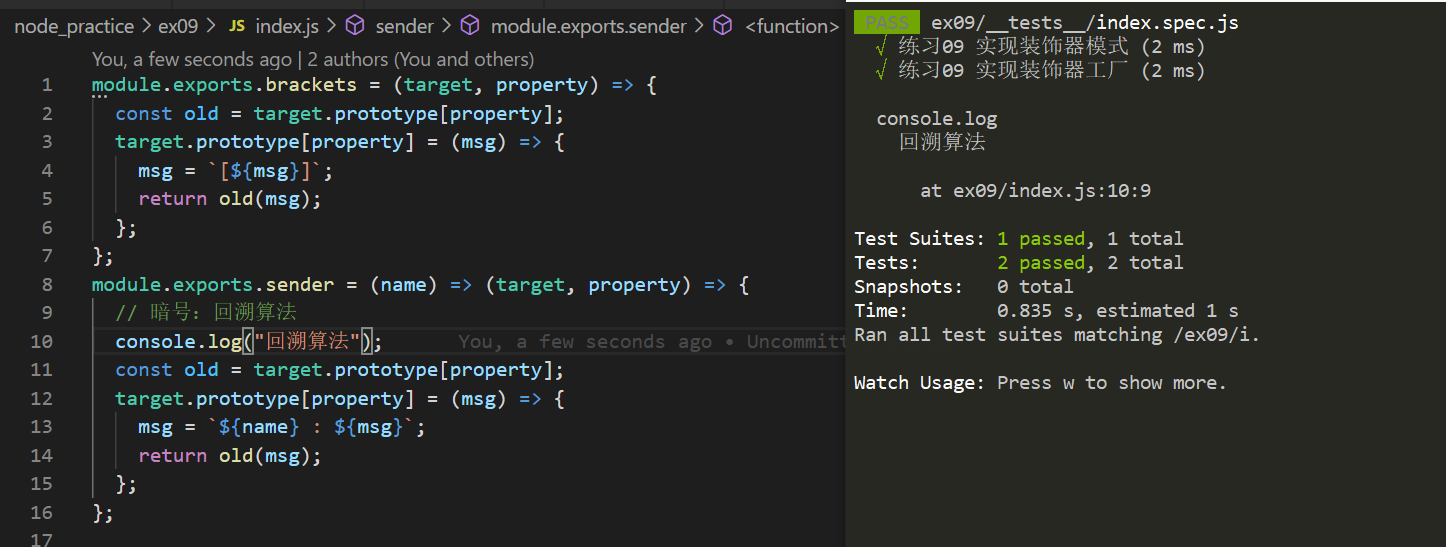 node_practice > ex09 > JS index.js > sender > module.exports.sender > <function>
You, a few seconds ago | 2 authors (You and others)
1 module.exports.brackets = (target, property) => {
2 const old = target.prototype[property];
3 target.prototype[property] = (msg) => {
4 msg = `[${msg}]`;
5 return old(msg);
6 };
7 };
8 module.exports.sender = (name) => (target, property) => {
9 // 暗号: 回溯算法
10 console.log("回溯算法"); You, a few seconds ago • Uncommitt
11 const old = target.prototype[property];
12 target.prototype[property] = (msg) => {
13 msg = `${name} : ${msg}`;
14 return old(msg);
15 };
16 };
17
PASS ex09/__tests__/index.spec.js
√ 练习09 实现装饰器模式 (2 ms)
√ 练习09 实现装饰器工厂 (2 ms)
console.log
回溯算法
at ex09/index.js:10:9
Test Suites: 1 passed, 1 total
Tests: 2 passed, 2 total
Snapshots: 0 total
Time: 0.835 s, estimated 1 s
Ran all test suites matching /ex09/i.
Watch Usage: Press w to show more.